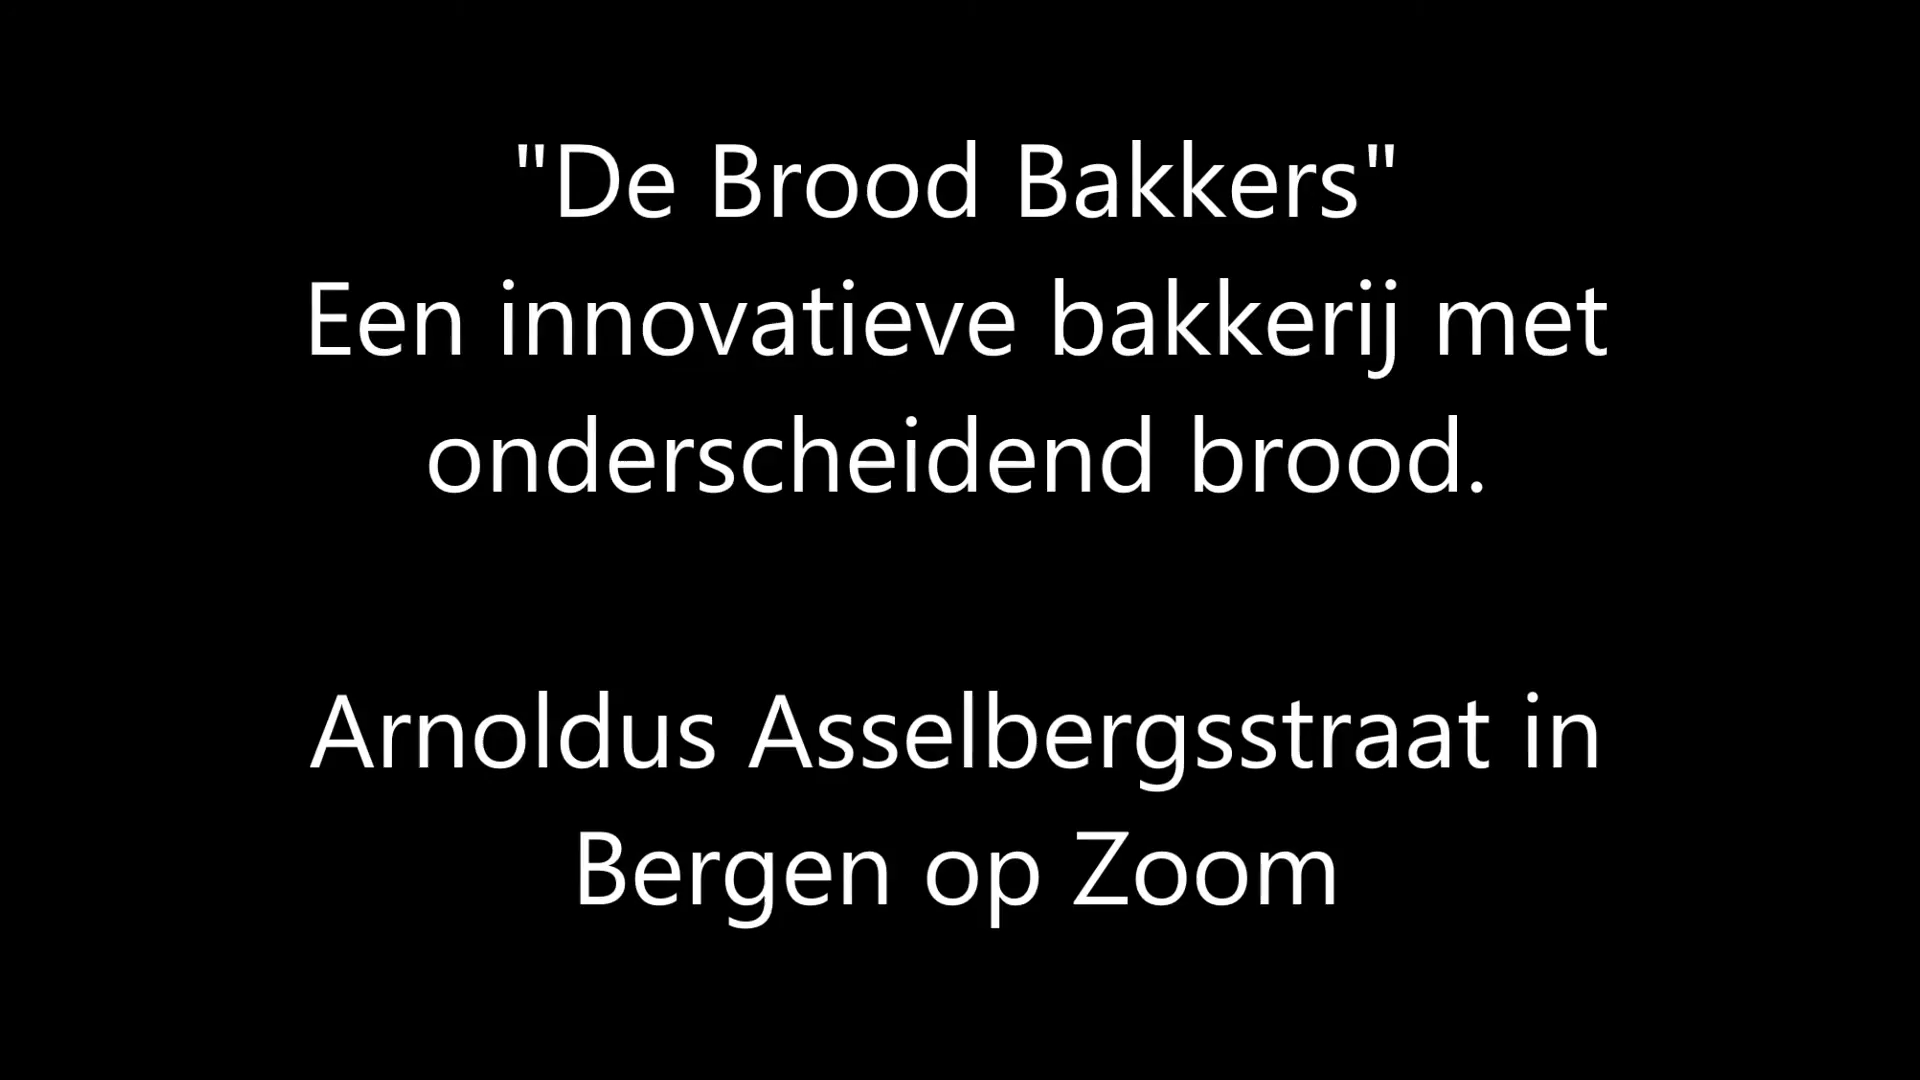 "De Brood Bakkers"
Een innovatieve bakkerij met
onderscheidend brood.
Arnoldus Asselbergsstraat in
Bergen op Zoom